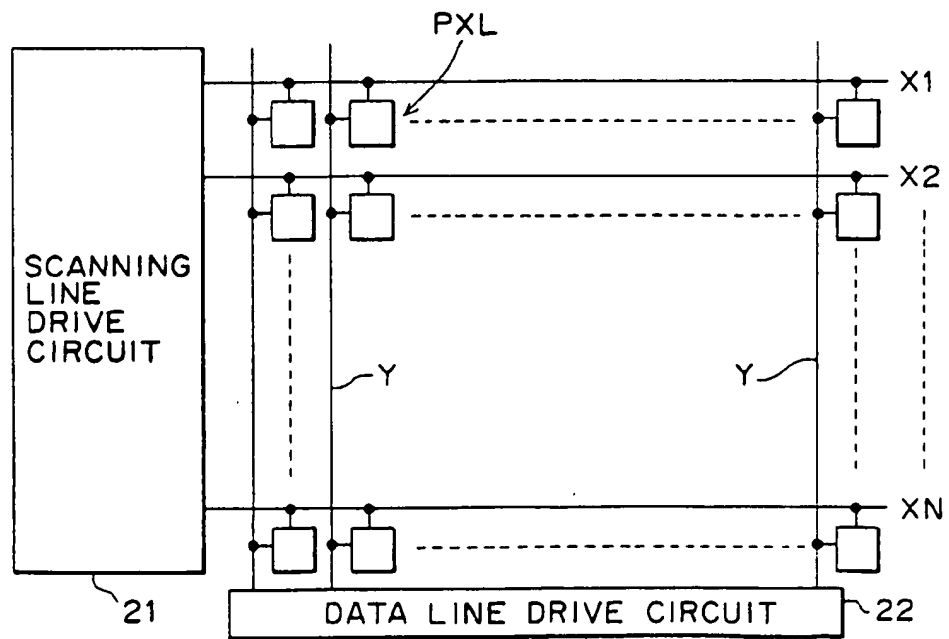 PXL
X1
X2
SCANNING
LINE
DRIVE
CIRCUIT
Y
Y
XN
21
DATA LINE DRIVE CIRCUIT
22